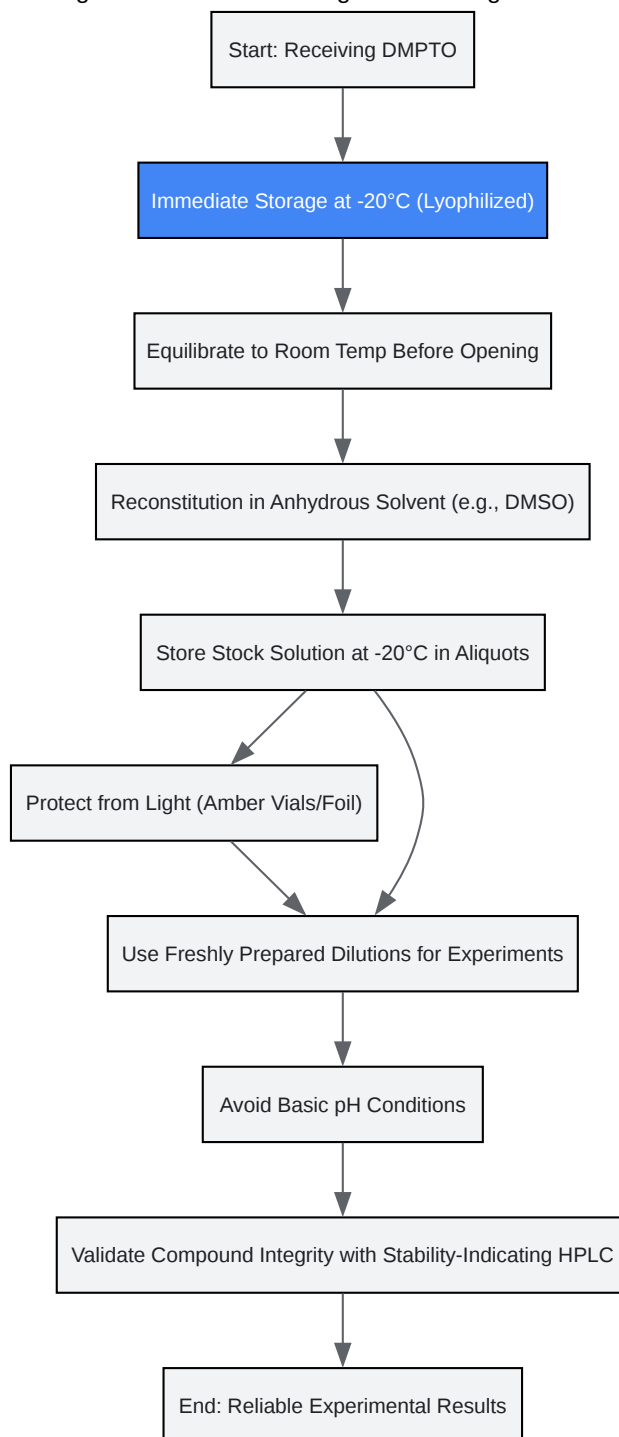 Start: Receiving DMPTO
Immediate Storage at -20°C (Lyophilized)
Equilibrate to Room Temp Before Opening
Reconstitution in Anhydrous Solvent (e.g., DMSO)
Store Stock Solution at -20°C in Aliquots
Protect from Light (Amber Vials/Foil)
Use Freshly Prepared Dilutions for Experiments
Avoid Basic pH Conditions
Validate Compound Integrity with Stability-Indicating HPLC
End: Reliable Experimental Results